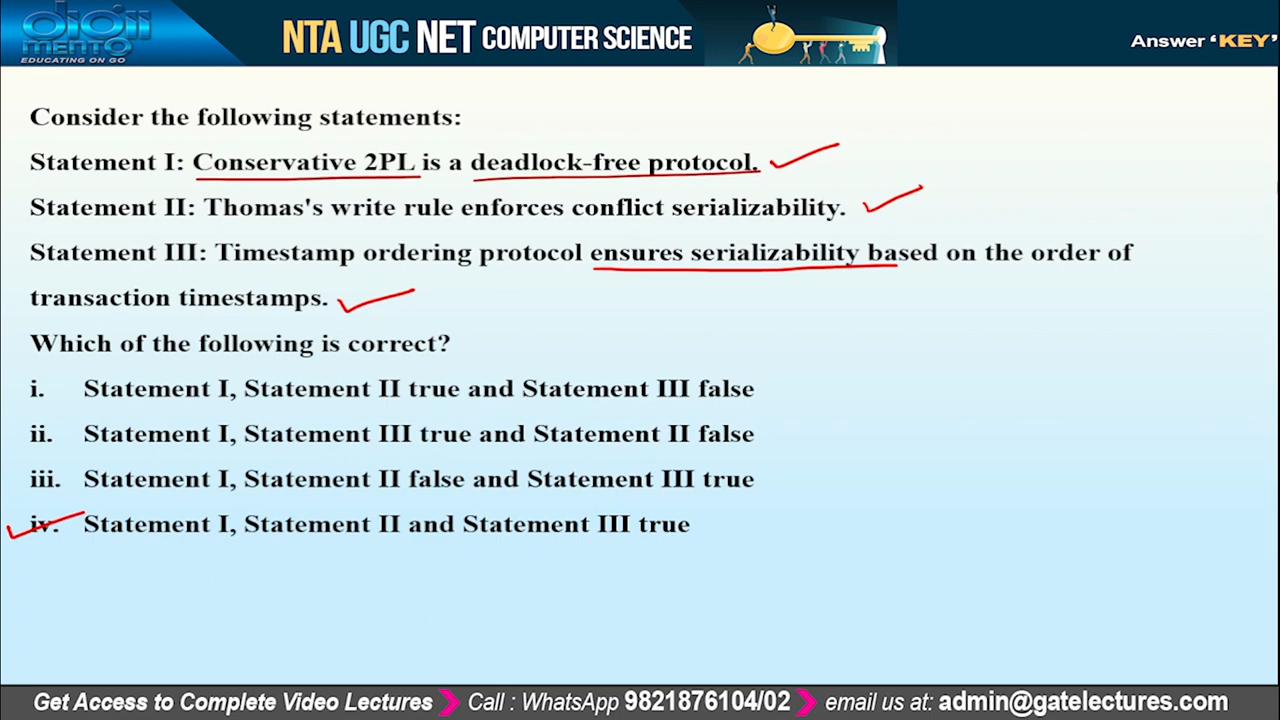 didji
MENTO
EDUCATING ON GO
NTA UGC NET COMPUTER SCIENCE
Answer ‘KEY’
Consider the following statements:
Statement I: Conservative 2PL is a deadlock-free protocol.
Statement II: Thomas's write rule enforces conflict serializability.
Statement III: Timestamp ordering protocol ensures serializability based on the order of
transaction timestamps.
Which of the following is correct?
i. Statement I, Statement II true and Statement III false
ii. Statement I, Statement III true and Statement II false
iii. Statement I, Statement II false and Statement III true
iv. Statement I, Statement II and Statement III true
Get Access to Complete Video Lectures Call : WhatsApp 9821876104/02 email us at: admin@gatelectures.com